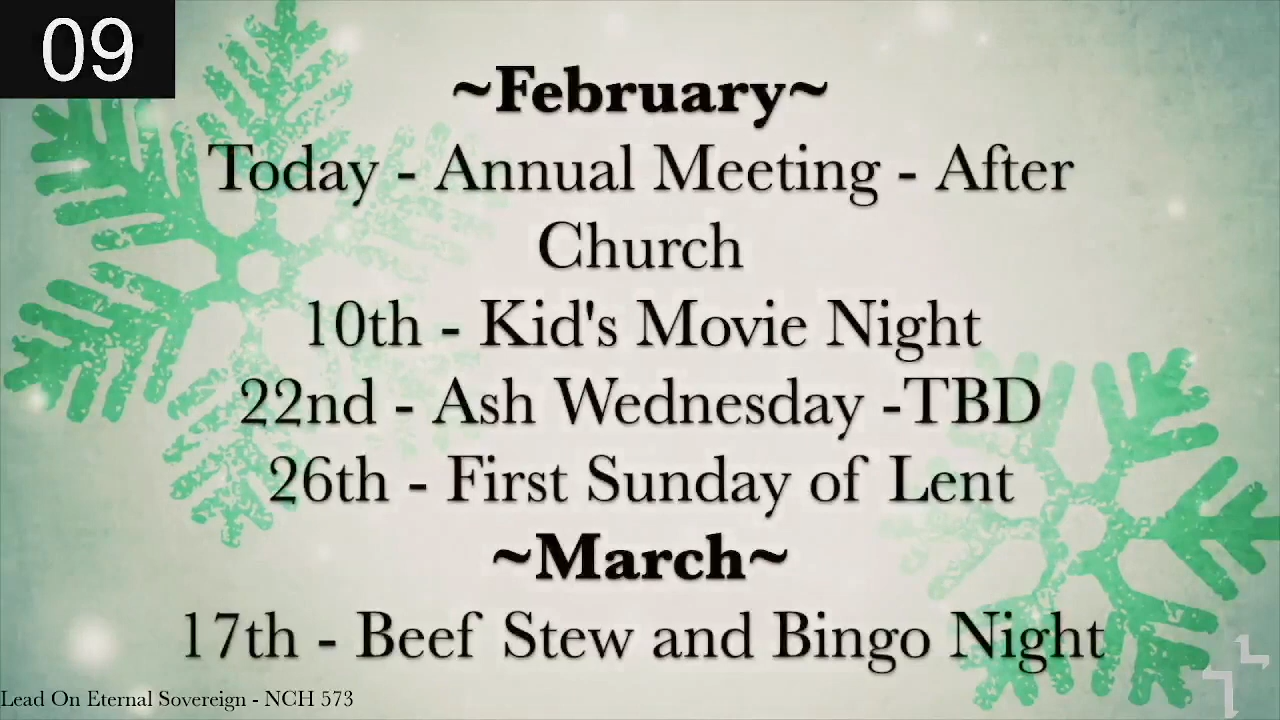 09
~February~
Today - Annual Meeting - After
Church
10th - Kid's Movie Night
22nd - Ash Wednesday -TBD
26th - First Sunday of Lent
~March~
17th - Beef Stew and Bingo Night
Lead On Eternal Sovereign - NCH 573